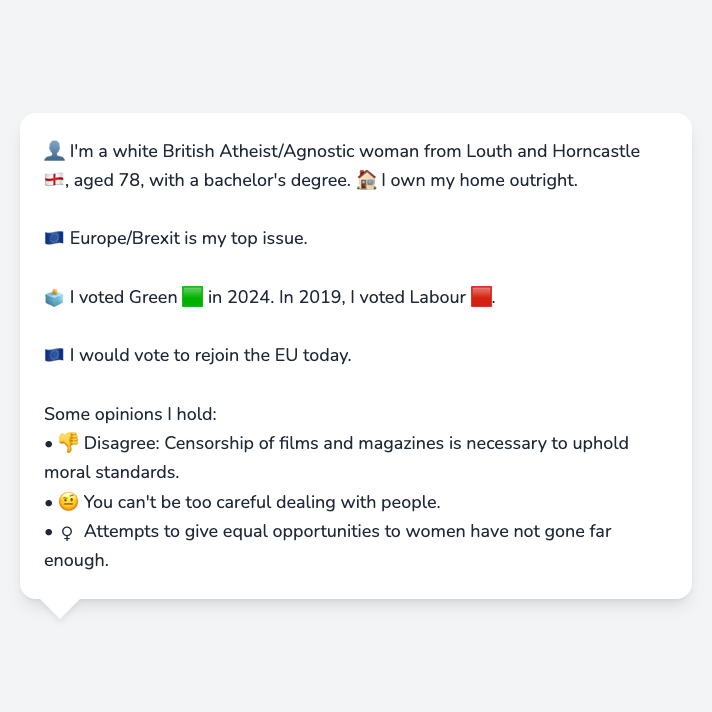 👤 I'm a white British Atheist/Agnostic woman from Louth and Horncastle
🏴󠁧󠁢󠁥󠁮󠁧󠁿, aged 78, with a bachelor's degree. 🏠 I own my home outright.
🇪🇺 Europe/Brexit is my top issue.
🗳️ I voted Green 🟩 in 2024. In 2019, I voted Labour 🟥.
🇪🇺 I would vote to rejoin the EU today.
Some opinions I hold:
• 👎 Disagree: Censorship of films and magazines is necessary to uphold
moral standards.
• 🤨 You can't be too careful dealing with people.
• ♀ Attempts to give equal opportunities to women have not gone far
enough.